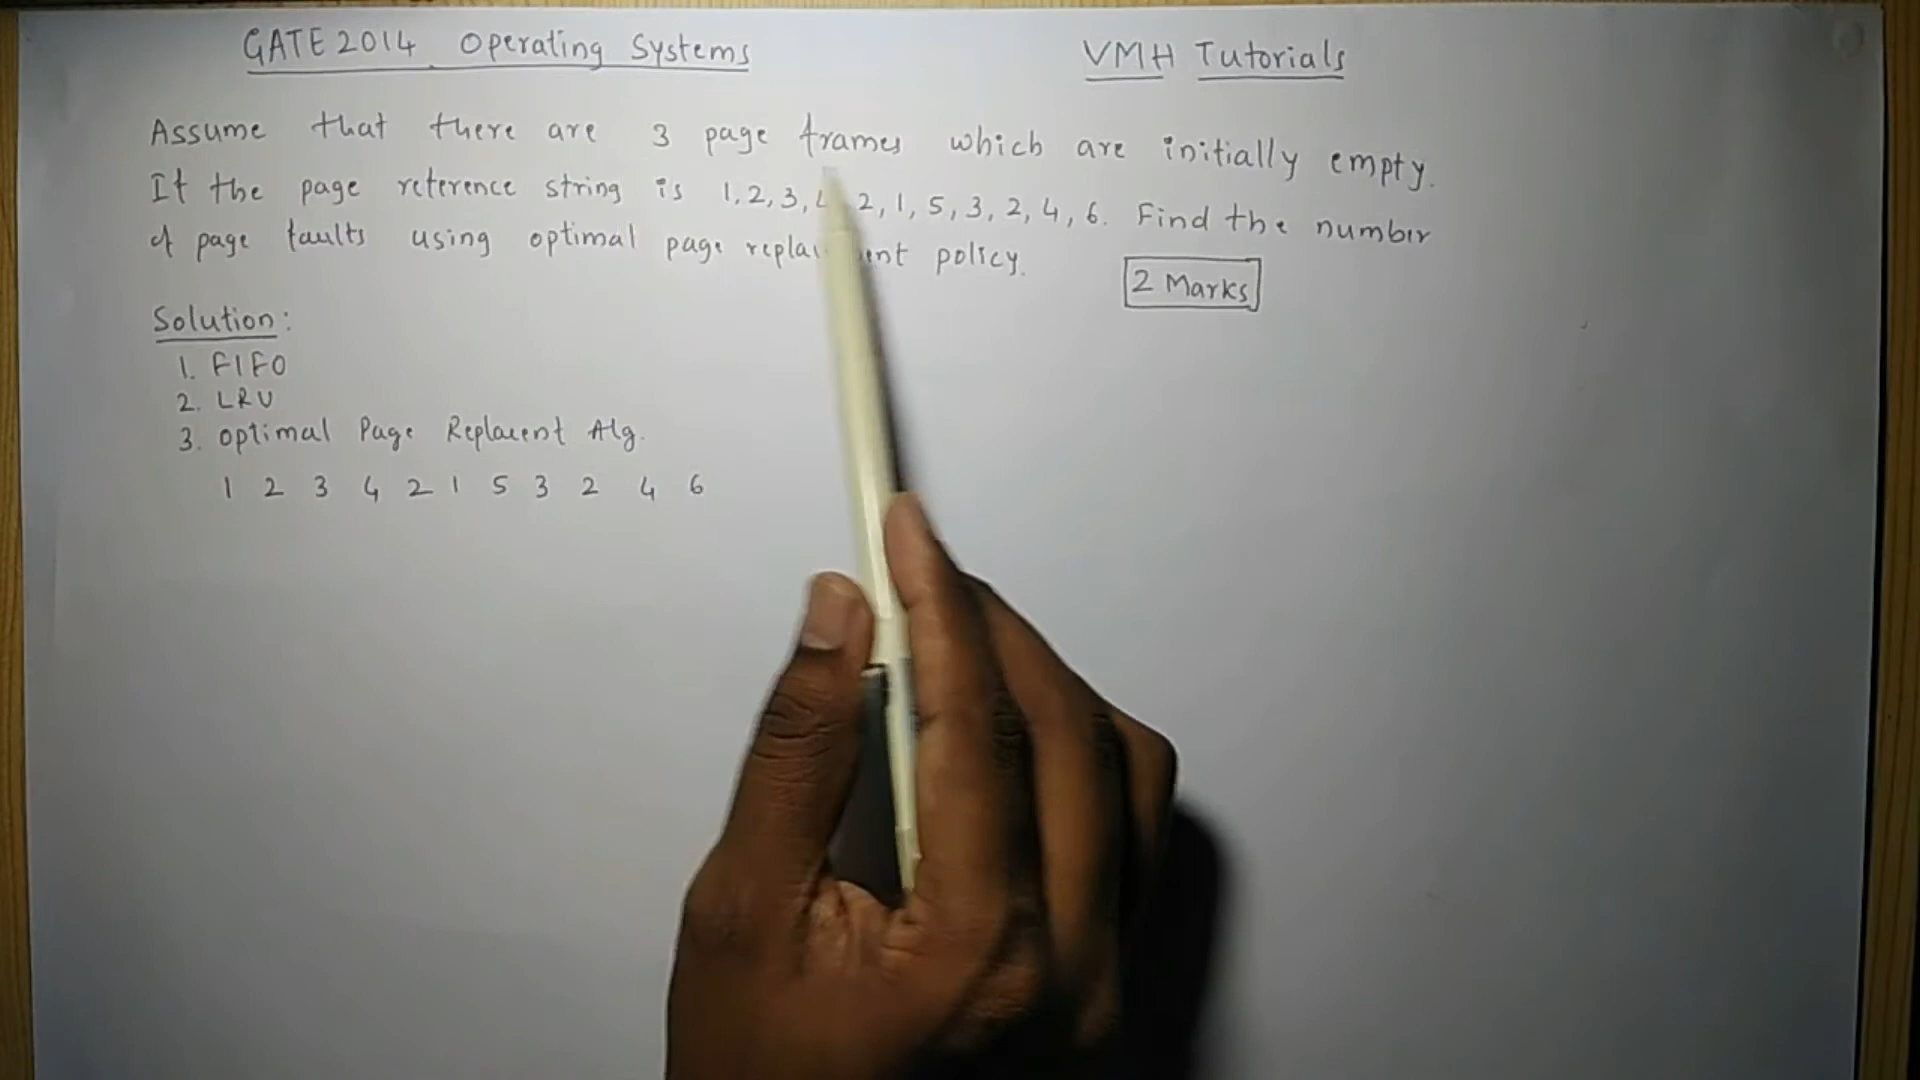 GATE 2014 Operating Systems
VMH Tutorials
Assume that there are 3 page frames which are initially empty.
If the page reference string is 1, 2, 3, 2, 1, 5, 3, 2, 4, 6. Find the number
of page faults using optimal page policy.
2 Marks
Solution:
1. FIFO
2. LRU
3. optimal Page Replacent Alg.
1 2 3 4 2 1 5 3 2 4 6